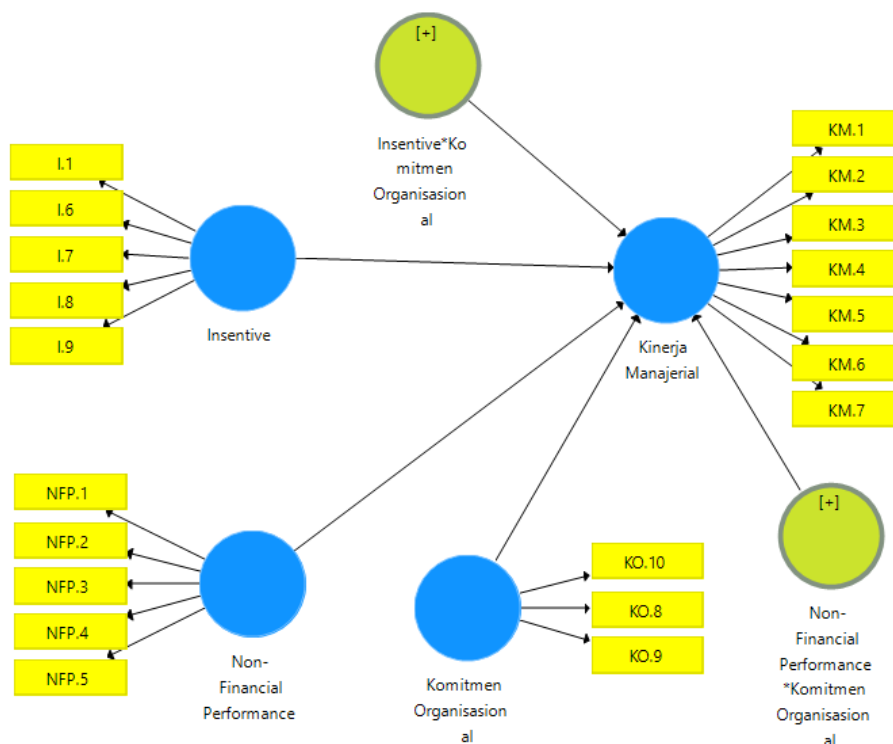 [+]
Insentive*Ko
mitmen
Organisasion
al
I.1
I.6
I.7
I.8
I.9
Insentive
KM.1
KM.2
KM.3
KM.4
KM.5
KM.6
KM.7
Kinerja
Manajerial
NFP.1
NFP.2
NFP.3
NFP.4
NFP.5
Non-
Financial
Performance
KO.10
KO.8
KO.9
Komitmen
Organisasion
al
[+]
Non-
Financial
Performance
*Komitmen
Organisasion
al